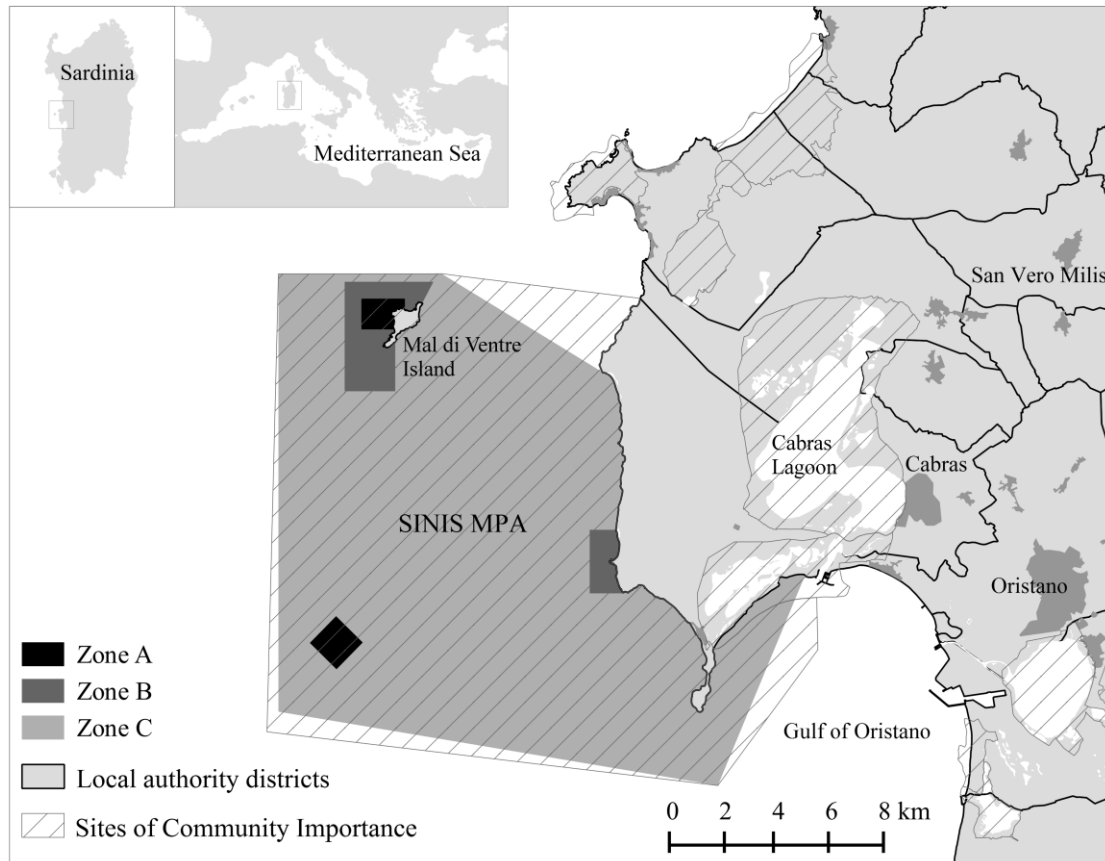 Sardinia
Mediterranean Sea
San Vero Milis
Mal di Ventre
Island
Cabras
Lagoon
Cabras
SINIS MPA
Oristano
Zone A
Zone B
Zone C
Gulf of Oristano
Local authority districts
0 2 4 6 8 km
Sites of Community Importance